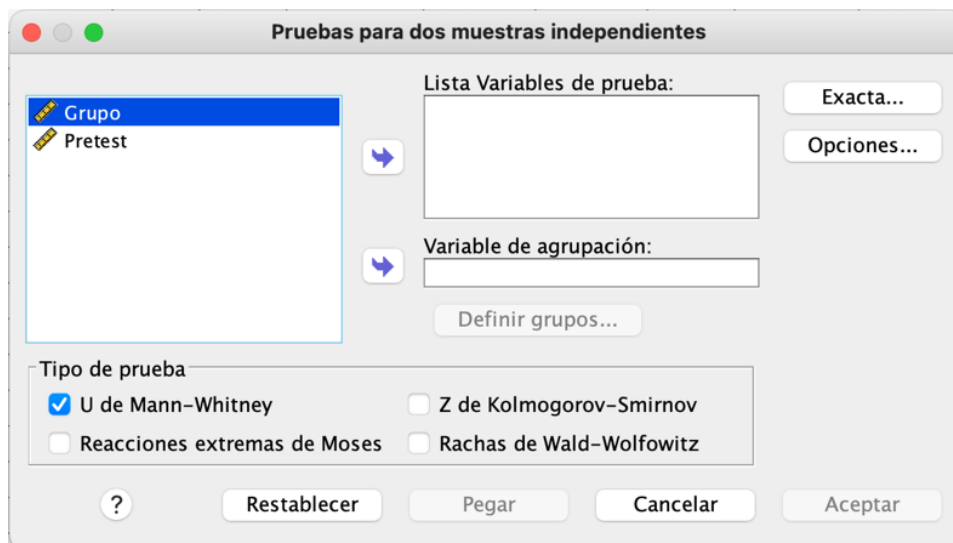 Pruebas para dos muestras independientes
Grupo
Pretest
Lista Variables de prueba:
Variable de agrupación:
Definir grupos...
Exacta...
Opciones...
Tipo de prueba
U de Mann-Whitney
Z de Kolmogorov-Smirnov
Reacciones extremas de Moses
Rachas de Wald-Wolfowitz
?
Restablecer
Pegar
Cancelar
Aceptar